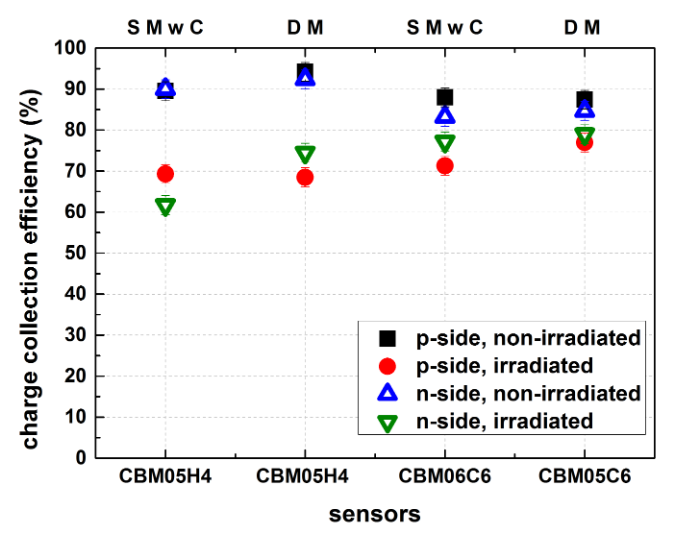 S M w C D M S M w C D M
100
90
80
70
60
50
40
30
20
10
0
charge collection efficiency (%)
p-side, non-irradiated
p-side, irradiated
n-side, non-irradiated
n-side, irradiated
CBM05H4 CBM05H4 CBM06C6 CBM05C6
sensors